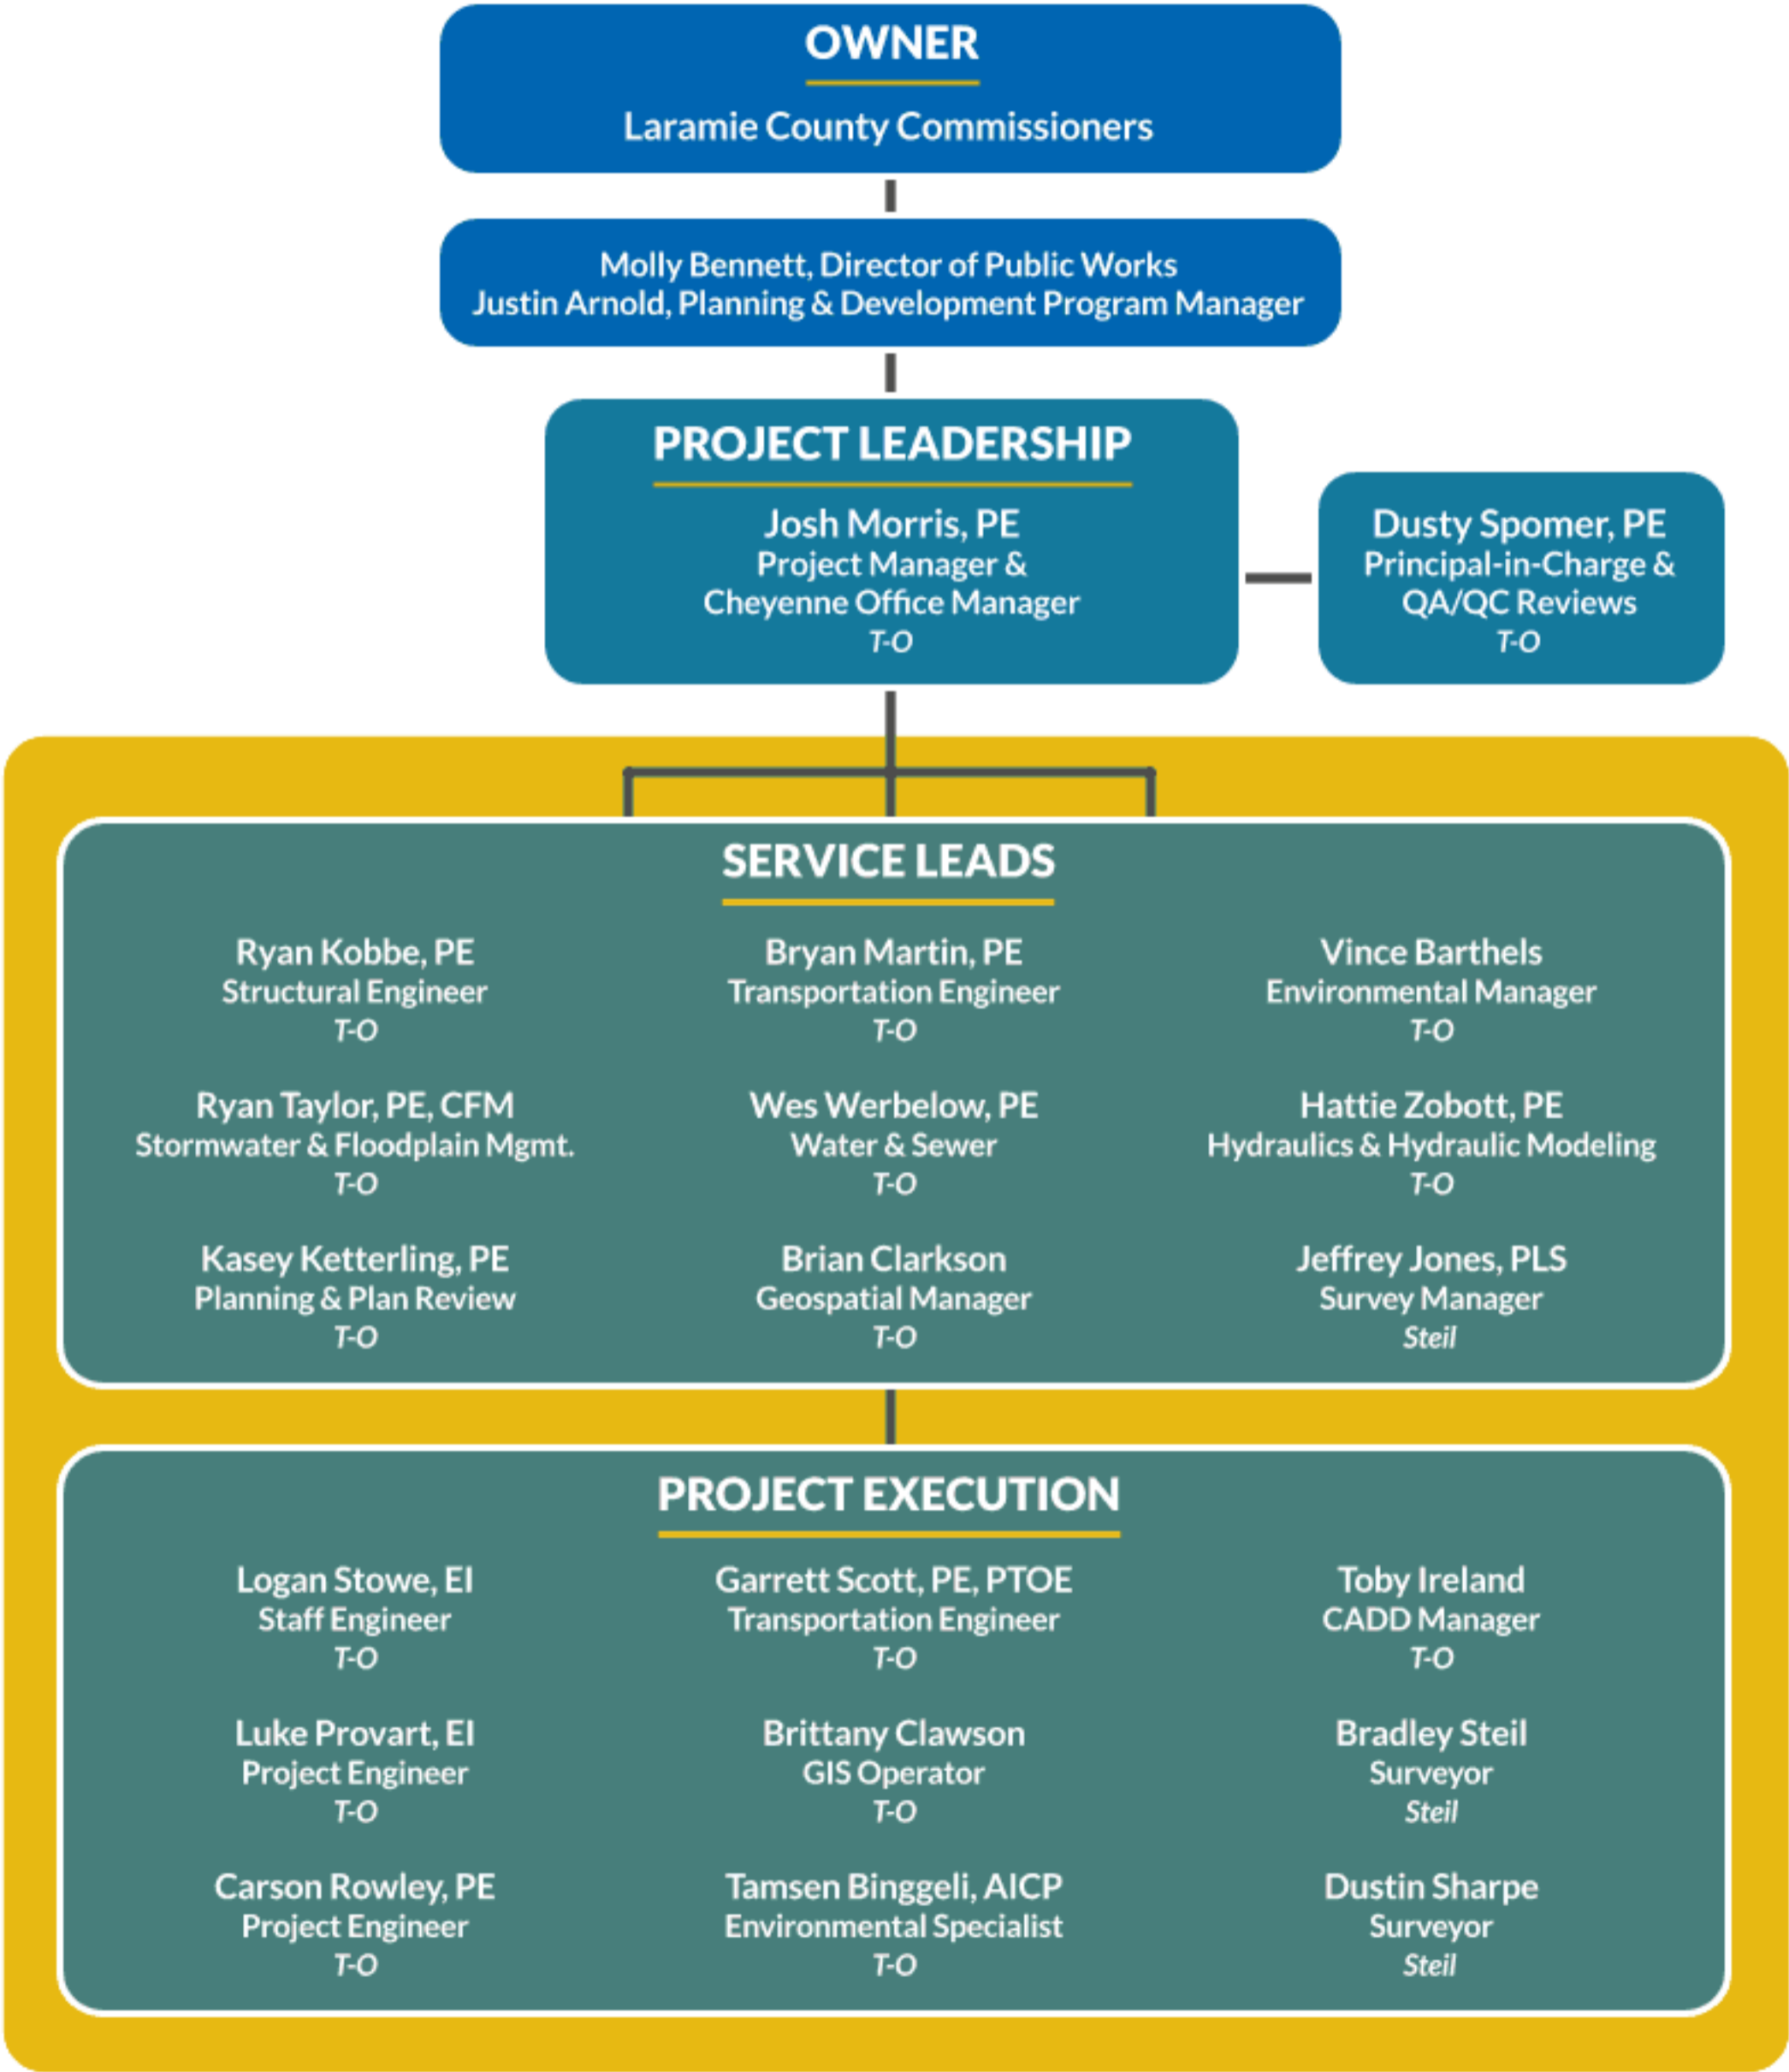 OWNER
Laramie County Commissioners
Molly Bennett, Director of Public Works
Justin Arnold, Planning & Development Program Manager
PROJECT LEADERSHIP
Josh Morris, PE
Project Manager &
Cheyenne Office Manager
T-O
Dusty Spomer, PE
Principal-in-Charge &
QA/QC Reviews
T-O
SERVICE LEADS
Ryan Kobbe, PE
Structural Engineer
T-O
Bryan Martin, PE
Transportation Engineer
T-O
Vince Barthels
Environmental Manager
T-O
Ryan Taylor, PE, CFM
Stormwater & Floodplain Mgmt.
T-O
Wes Werbelow, PE
Water & Sewer
T-O
Hattie Zobott, PE
Hydraulics & Hydraulic Modeling
T-O
Kasey Ketterling, PE
Planning & Plan Review
T-O
Brian Clarkson
Geospatial Manager
T-O
Jeffrey Jones, PLS
Survey Manager
Steil
PROJECT EXECUTION
Logan Stowe, EI
Staff Engineer
T-O
Garrett Scott, PE, PTOE
Transportation Engineer
T-O
Toby Ireland
CADD Manager
T-O
Luke Provart, EI
Project Engineer
T-O
Brittany Clawson
GIS Operator
T-O
Bradley Steil
Surveyor
Steil
Carson Rowley, PE
Project Engineer
T-O
Tamsen Binggeli, AICP
Environmental Specialist
T-O
Dustin Sharpe
Surveyor
Steil